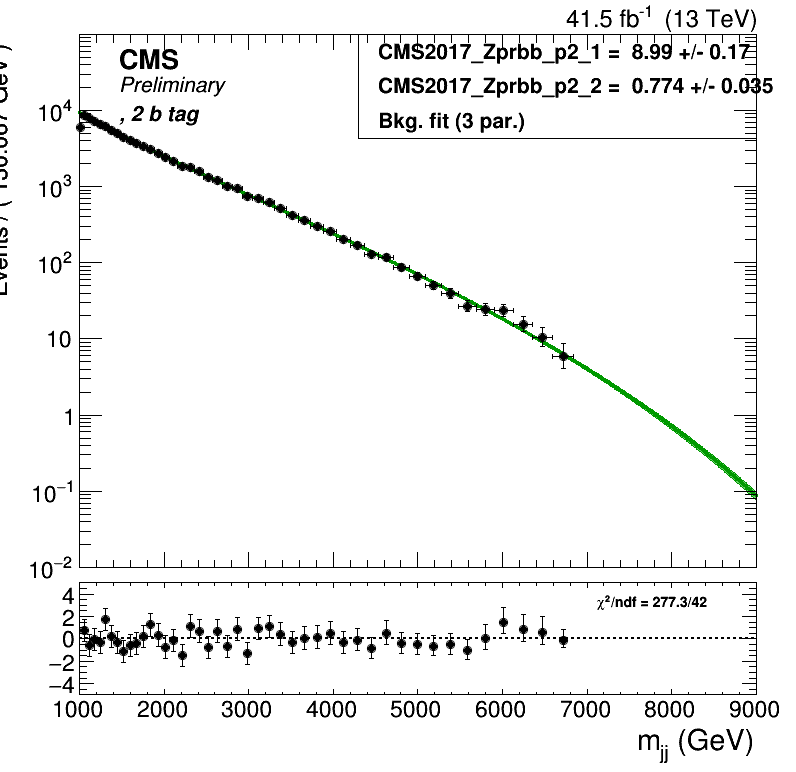 41.5 fb⁻¹ (13 TeV)
CMS
Preliminary
, 2 b tag
CMS2017_Zprbb_p2_1 = 8.99 +/- 0.17
CMS2017_Zprbb_p2_2 = 0.774 +/- 0.035
Bkg. fit (3 par.)
10⁴
10³
10²
10
1
10⁻¹
10⁻²
χ²/ndf = 277.3/42
4
2
0
−2
−4
1000 2000 3000 4000 5000 6000 7000 8000 9000
m_jj (GeV)